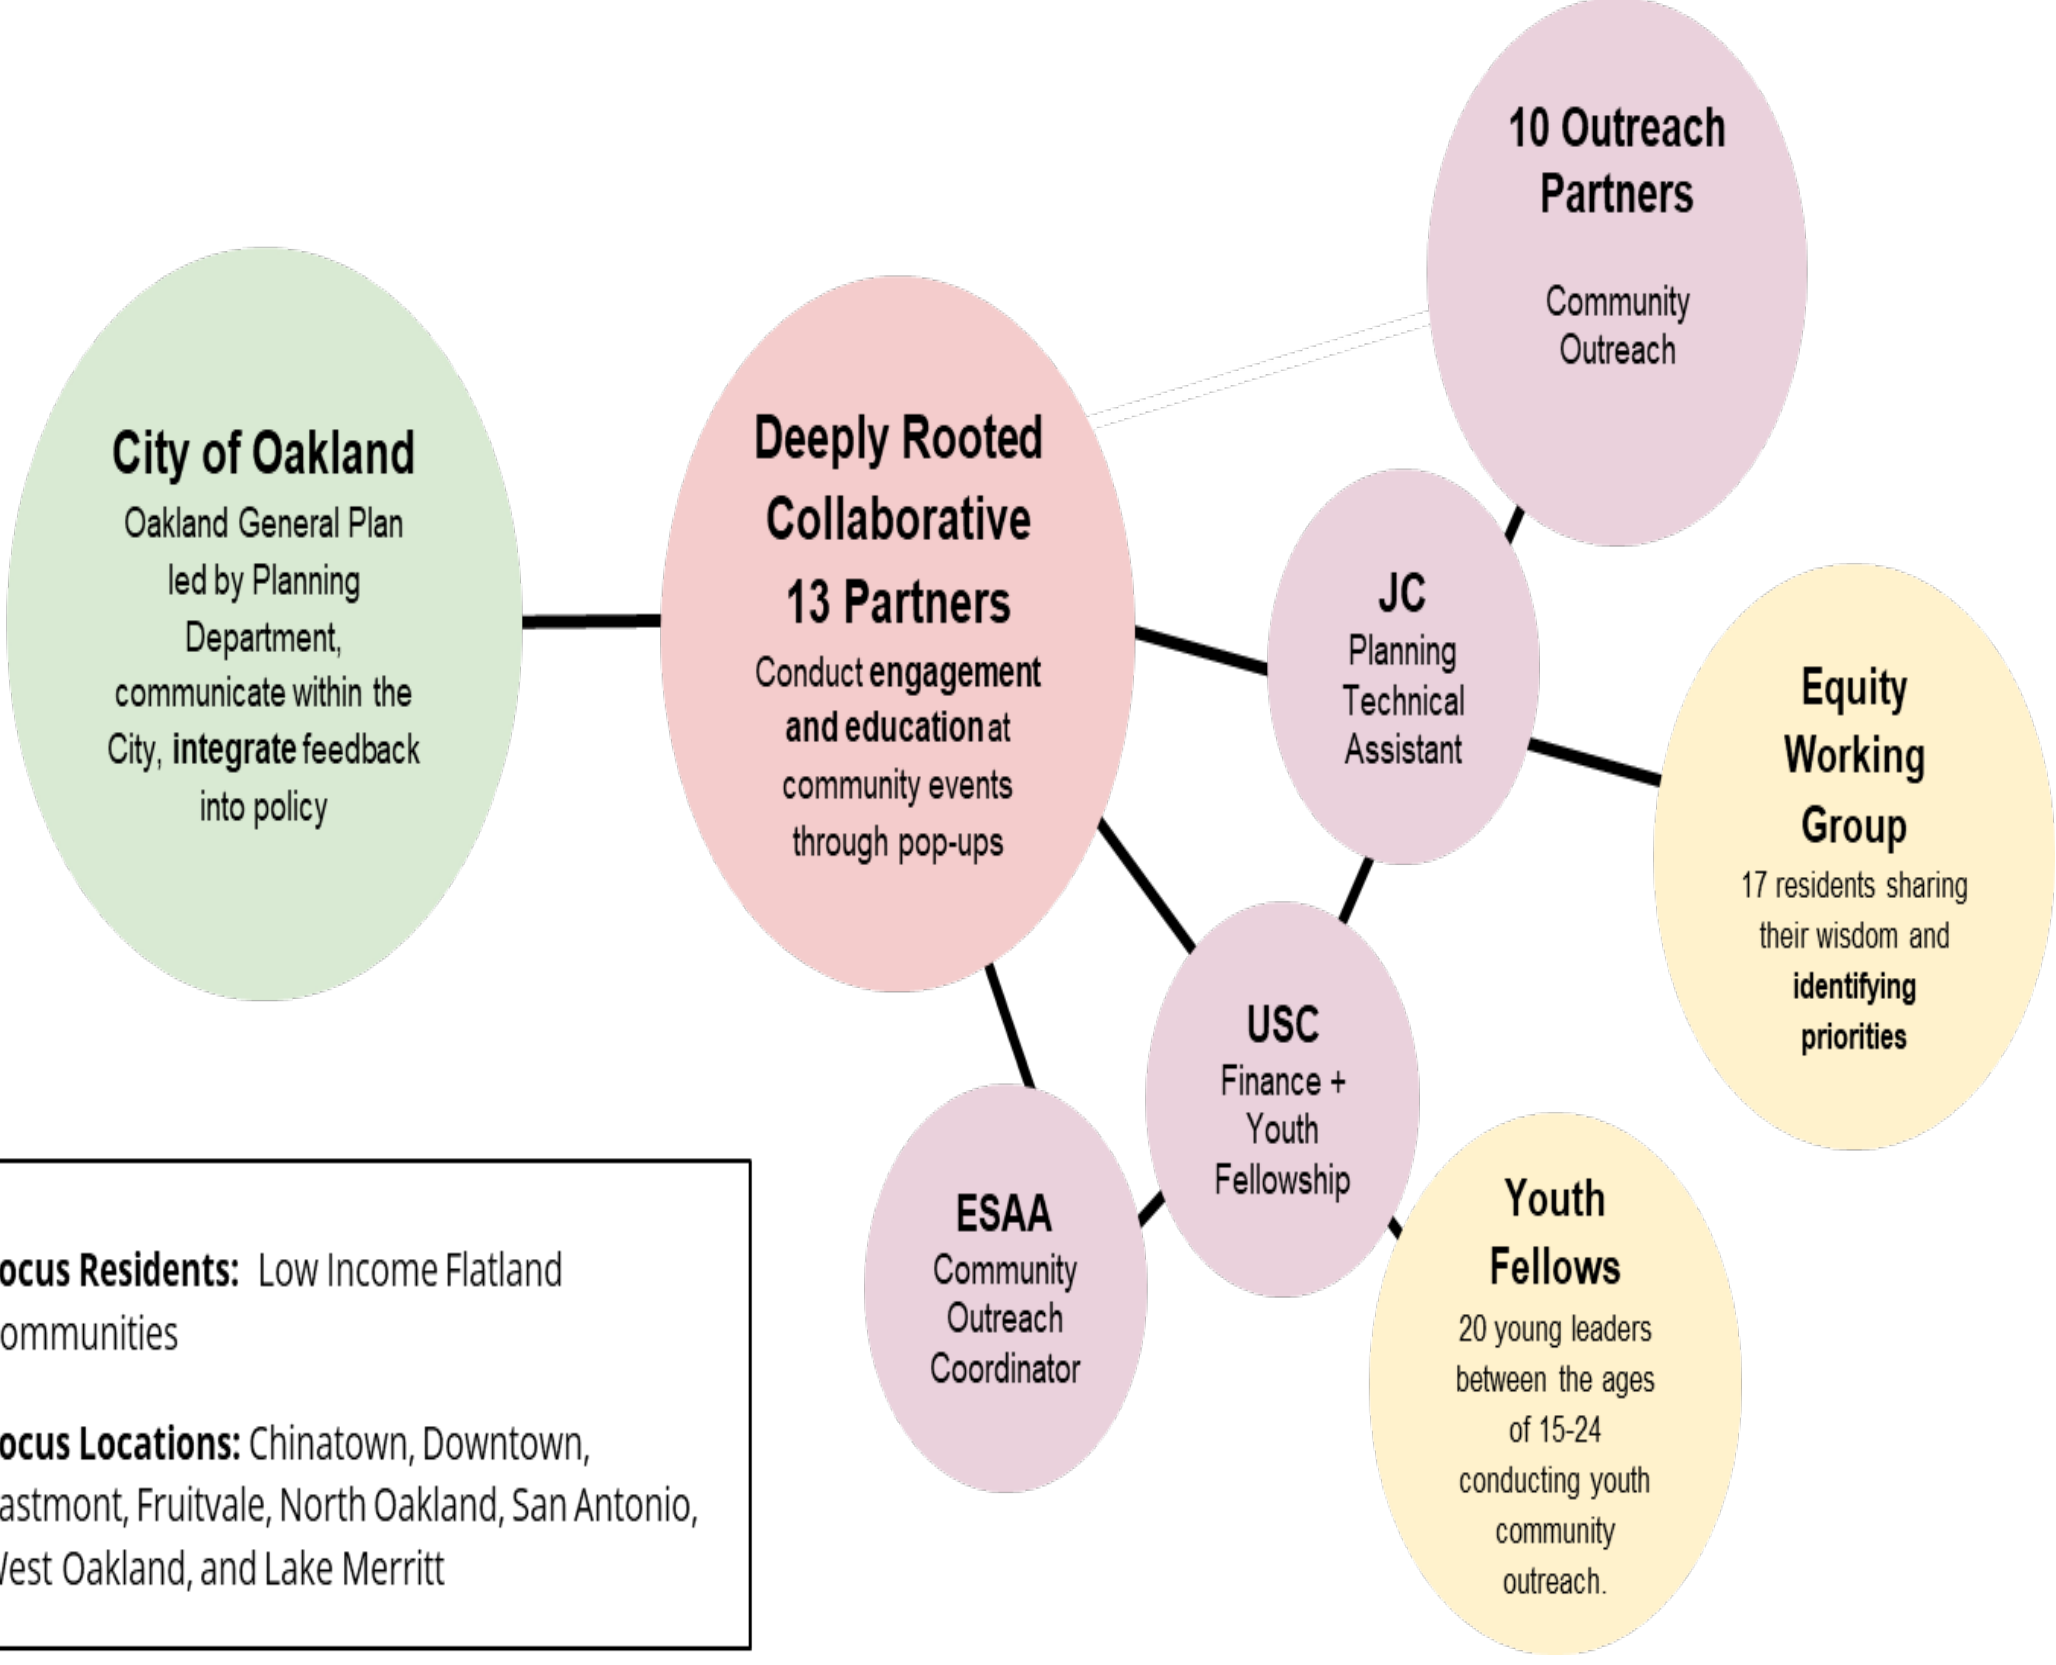 10 Outreach
Partners
Community
Outreach
City of Oakland
Oakland General Plan
led by Planning
Department,
communicate within the
City, integrate feedback
into policy
Deeply Rooted
Collaborative
13 Partners
Conduct engagement
and education at
community events
through pop-ups
JC
Planning
Technical
Assistant
Equity
Working
Group
17 residents sharing
their wisdom and
identifying
priorities
USC
Finance +
Youth
Fellowship
ESAA
Community
Outreach
Coordinator
Youth
Fellows
20 young leaders
between the ages
of 15-24
conducting youth
community
outreach.
ocus Residents: Low Income Flatland
ommunities
ocus Locations: Chinatown, Downtown,
astmont, Fruitvale, North Oakland, San Antonio,
est Oakland, and Lake Merritt